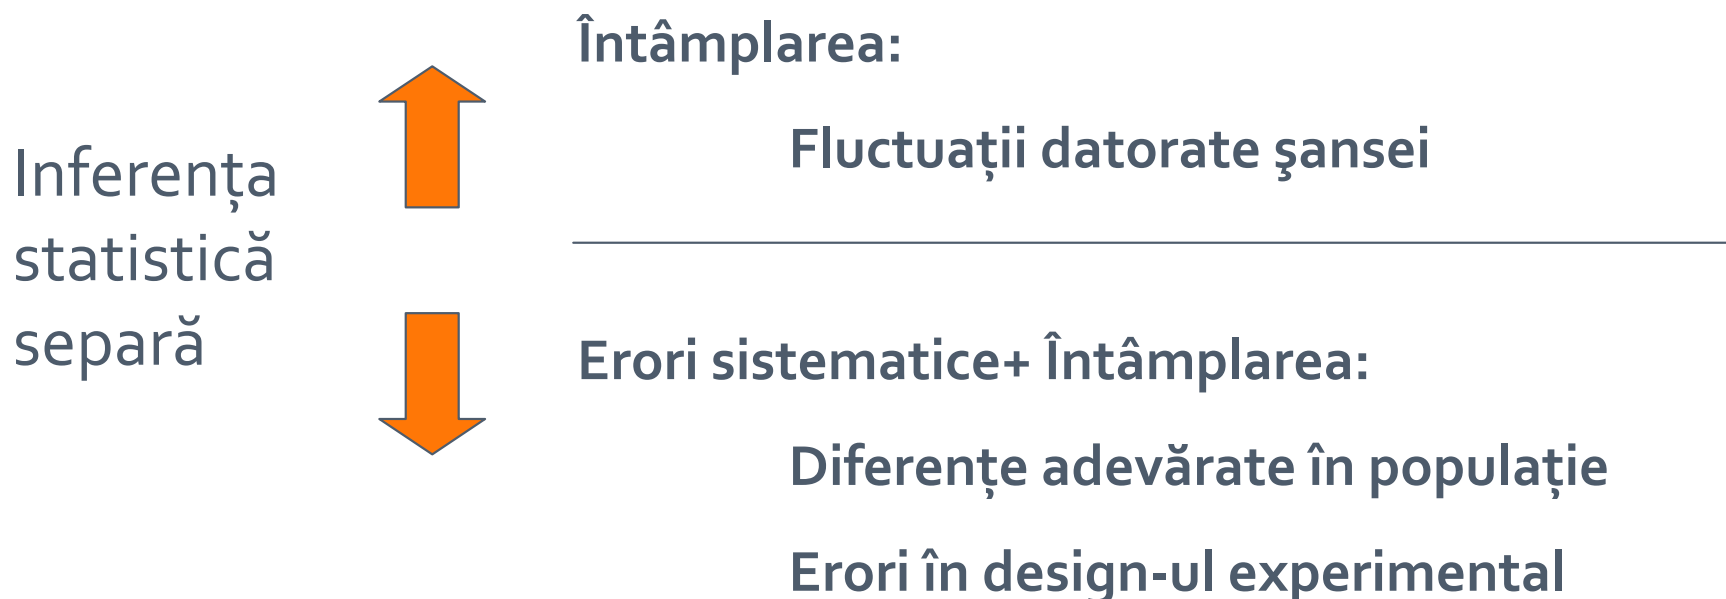 Inferența
statistică
separă
Întâmplarea:
Fluctuații datorate şansei
Erori sistematice+ Întâmplarea:
Diferențe adevărate în populație
Erori în design-ul experimental